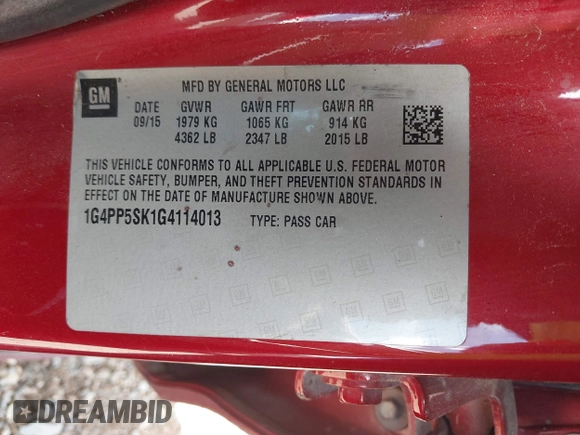 GM
MFD BY GENERAL MOTORS LLC
DATE GVWR GAWR FRT GAWR RR
09/15 1979 KG 1065 KG 914 KG
4362 LB 2347 LB 2015 LB
THIS VEHICLE CONFORMS TO ALL APPLICABLE U.S. FEDERAL MOTOR
VEHICLE SAFETY, BUMPER, AND THEFT PREVENTION STANDARDS IN
EFFECT ON THE DATE OF MANUFACTURE SHOWN ABOVE.
1G4PP5SK1G4114013 TYPE: PASS CAR
DREAMBID